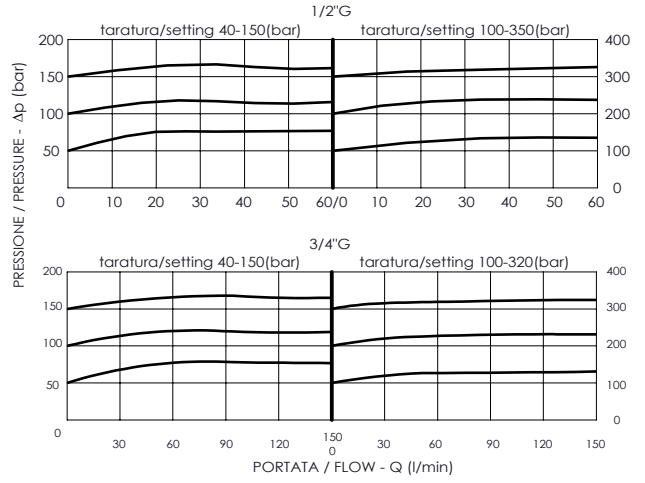 1/2"G
taratura/setting 40-150(bar) taratura/setting 100-350(bar)
200 400
150 300
100 200
50 100
0
0 10 20 30 40 50 60/0 10 20 30 40 50 60
PRESSIONE / PRESSURE - Δp (bar)
3/4"G
taratura/setting 40-150(bar) taratura/setting 100-320(bar)
200 400
150 300
100 200
50 100
0 0
30 60 90 120 150 30 60 90 120 150
0
PORTATA / FLOW - Q (l/min)